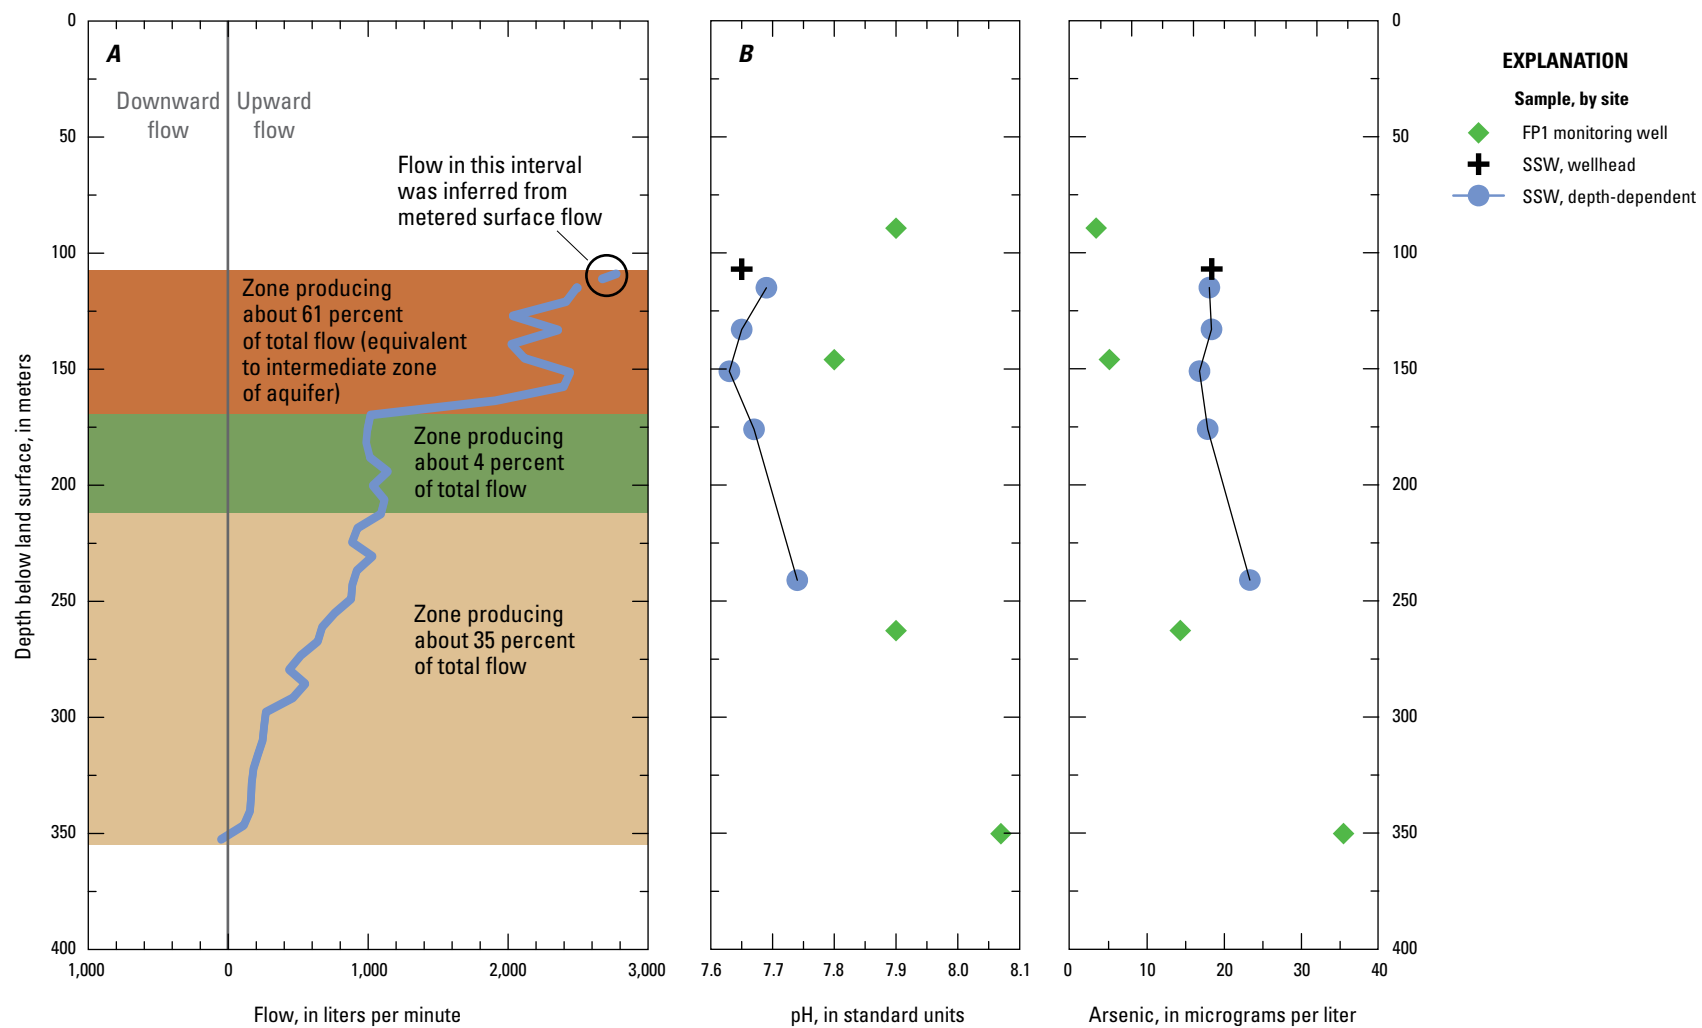 A
Downward
flow
Upward
flow
Flow in this interval
was inferred from
metered surface flow
Zone producing
about 61 percent
of total flow (equivalent
to intermediate zone
of aquifer)
Zone producing
about 4 percent
of total flow
Zone producing
about 35 percent
of total flow
Depth below land surface, in meters
0
50
100
150
200
250
300
350
400
1,000
0
1,000
2,000
3,000
Flow, in liters per minute
B
7.6
7.7
7.8
7.9
8.0
8.1
pH, in standard units
0
10
20
30
40
Arsenic, in micrograms per liter
0
50
100
150
200
250
300
350
400
EXPLANATION
Sample, by site
FP1 monitoring well
SSW, wellhead
SSW, depth-dependent